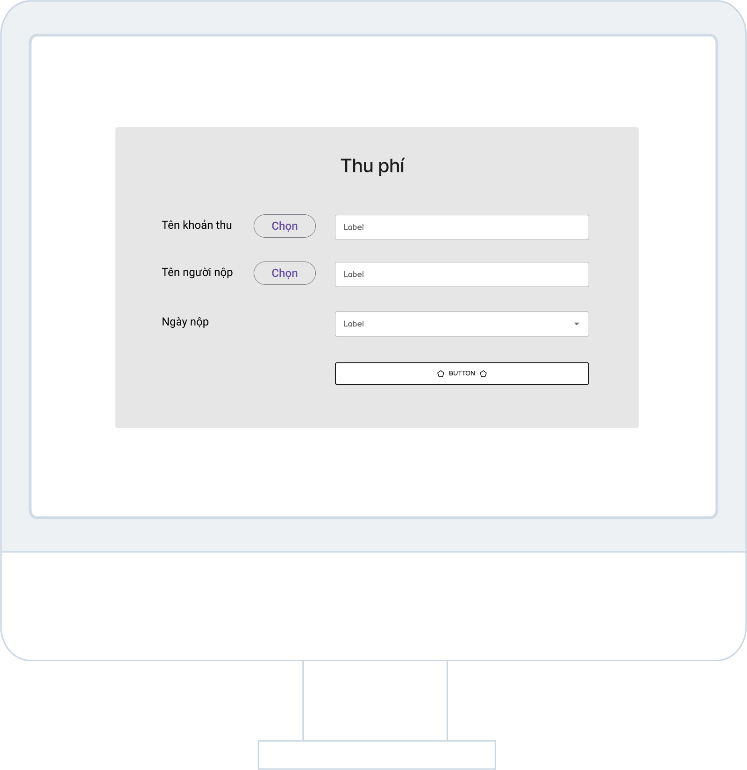 Thu phí
Tên khoản thu Chọn Label
Tên người nộp Chọn Label
Ngày nộp Label
BUTTON